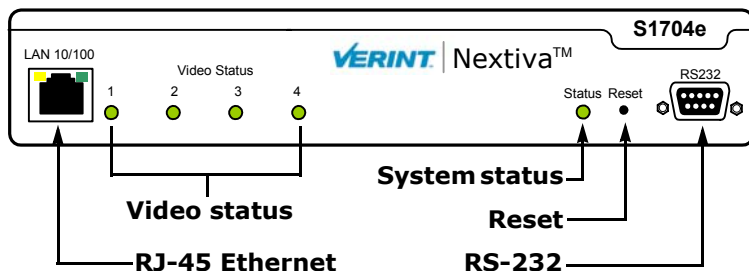 S1704e
LAN 10/100
VERINT. Nextiva™
Video Status
RS232
1 2 3 4
Status Reset
System status
Video status
Reset
RJ-45 Ethernet
RS-232